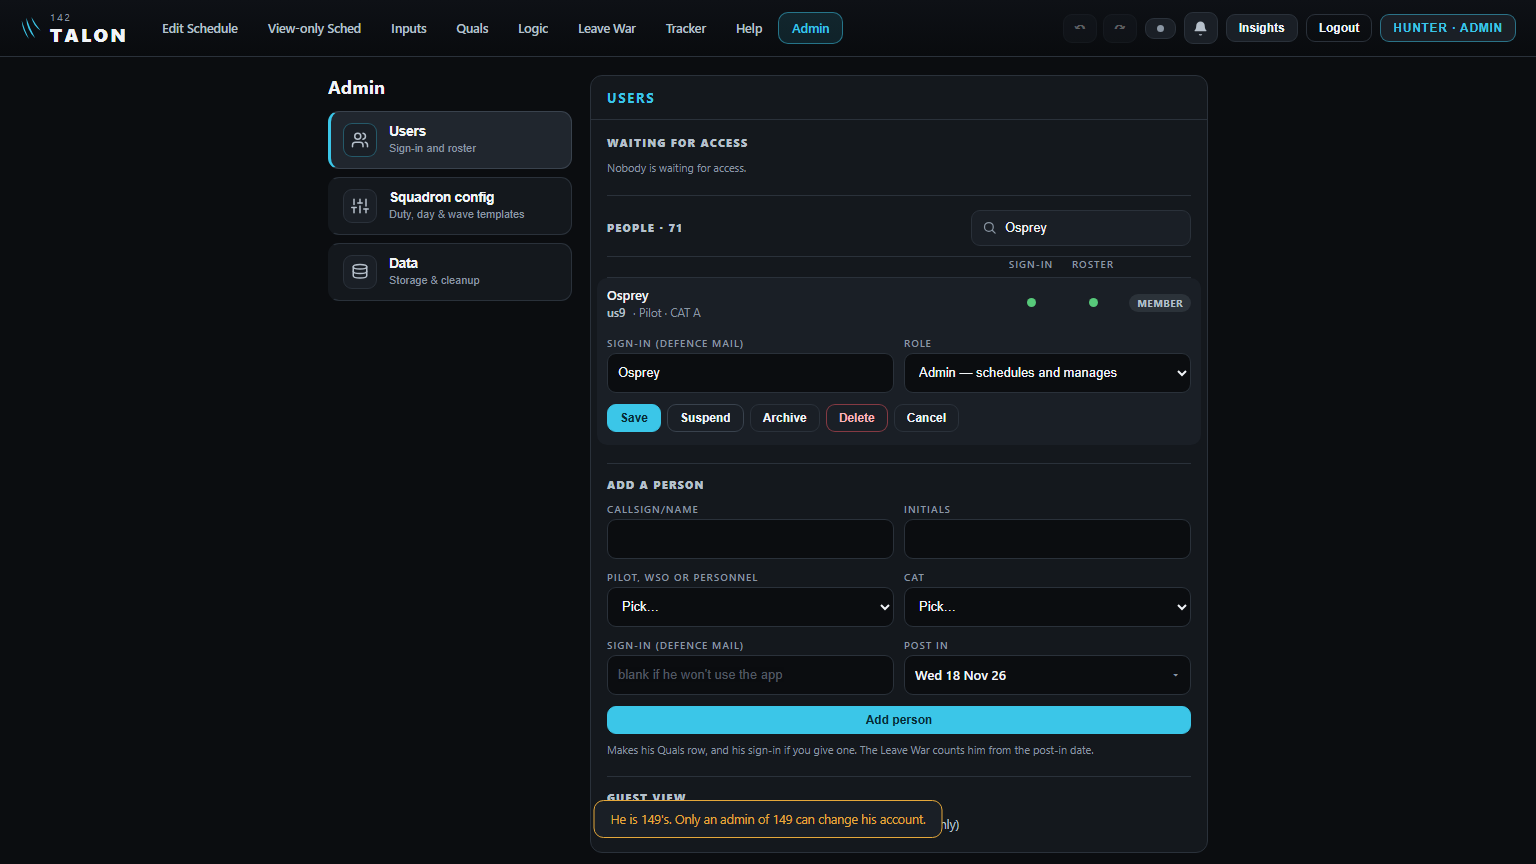 142
TALON
Edit Schedule
View-only Sched
Inputs
Quals
Logic
Leave War
Tracker
Help
Admin
Insights
Logout
HUNTER · ADMIN
Admin
Users
Sign-in and roster
Squadron config
Duty, day & wave templates
Data
Storage & cleanup
USERS
WAITING FOR ACCESS
Nobody is waiting for access.
PEOPLE · 71
Osprey
SIGN-IN
ROSTER
Osprey
us9 · Pilot · CAT A
MEMBER
SIGN-IN (DEFENCE MAIL)
ROLE
Osprey
Admin — schedules and manages
Save
Suspend
Archive
Delete
Cancel
ADD A PERSON
CALLSIGN/NAME
INITIALS
PILOT, WSO OR PERSONNEL
CAT
Pick...
Pick...
SIGN-IN (DEFENCE MAIL)
POST IN
blank if he won't use the app
Wed 18 Nov 26
Add person
Makes his Quals row, and his sign-in if you give one. The Leave War counts him from the post-in date.
GUEST VIEW
He is 149's. Only an admin of 149 can change his account.